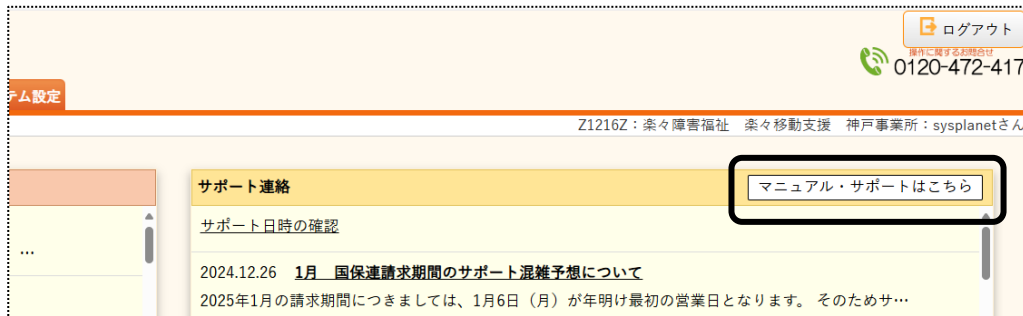 ログアウト
操作に関するお問合せ
0120-472-417
テム設定
Z1216Z：楽々障害福祉　楽々移動支援　神戸事業所：sysplanetさん
サポート連絡
マニュアル・サポートはこちら
サポート日時の確認
…
2024.12.26　1月　国保連請求期間のサポート混雑予想について
2025年1月の請求期間につきましては、1月6日（月）が年明け最初の営業日となります。 そのためサ…